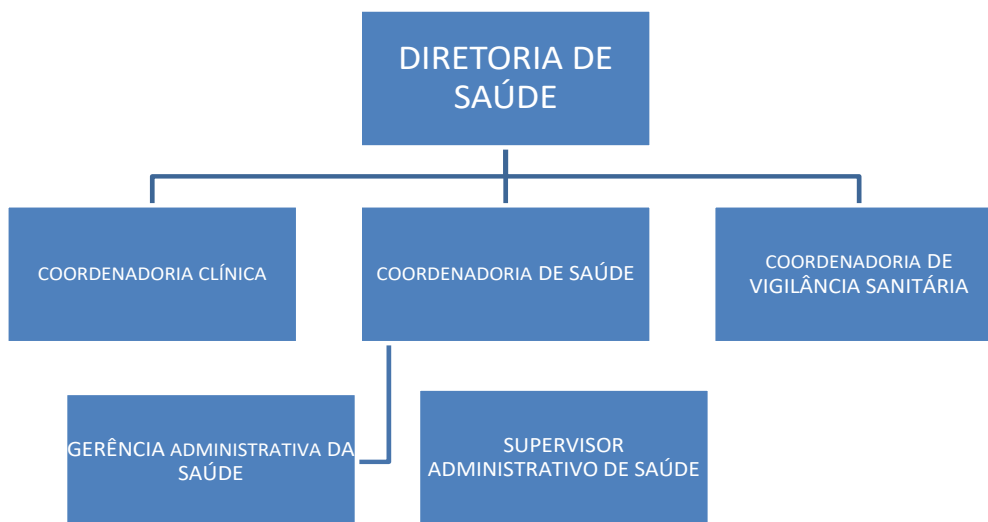 DIRETORIA DE
SAÚDE
COORDENADORIA CLÍNICA
COORDENADORIA DE SAÚDE
COORDENADORIA DE
VIGILÂNCIA SANITÁRIA
GERÊNCIA ADMINISTRATIVA DA
SAÚDE
SUPERVISOR
ADMINISTRATIVO DE SAÚDE